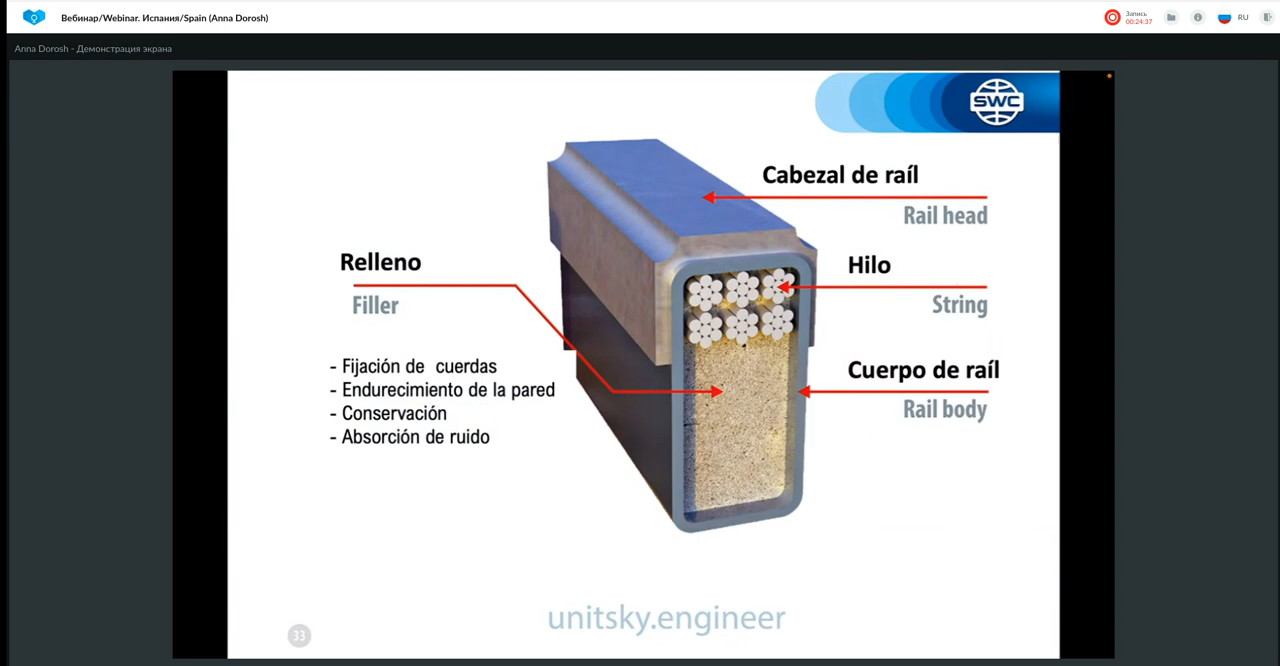 Вебинар/Webinar. Испания/Spain (Anna Dorosh)
Запись
00:24:37
RU
Anna Dorosh - Демонстрация экрана
SWC
Cabezal de raíl
Rail head
Relleno
Filler
Hilo
String
- Fijación de cuerdas
- Endurecimiento de la pared
- Conservación
- Absorción de ruido
Cuerpo de raíl
Rail body
unitsky.engineer
33